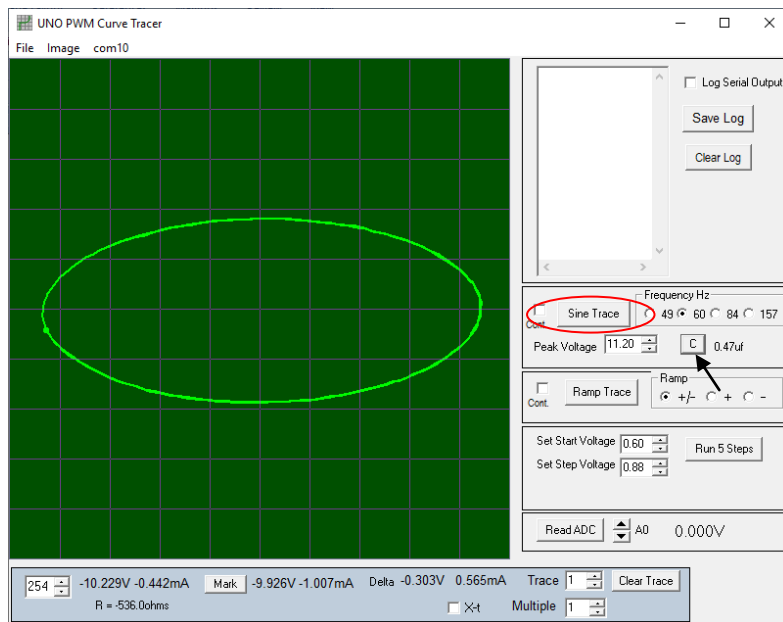 UNO PWM Curve Tracer
File Image com10
Log Serial Output
Save Log
Clear Log
Frequency Hz
Cont.
Sine Trace
49 60 84 157
Peak Voltage 11.20 C 0.47uf
Cont.
Ramp Trace
Ramp
+/- + -
Set Start Voltage 0.60
Set Step Voltage 0.88
Run 5 Steps
Read ADC A0 0.000V
254 -10.229V -0.442mA Mark -9.926V -1.007mA Delta -0.303V 0.565mA Trace 1 Clear Trace
R = -536.0ohms X-t Multiple 1